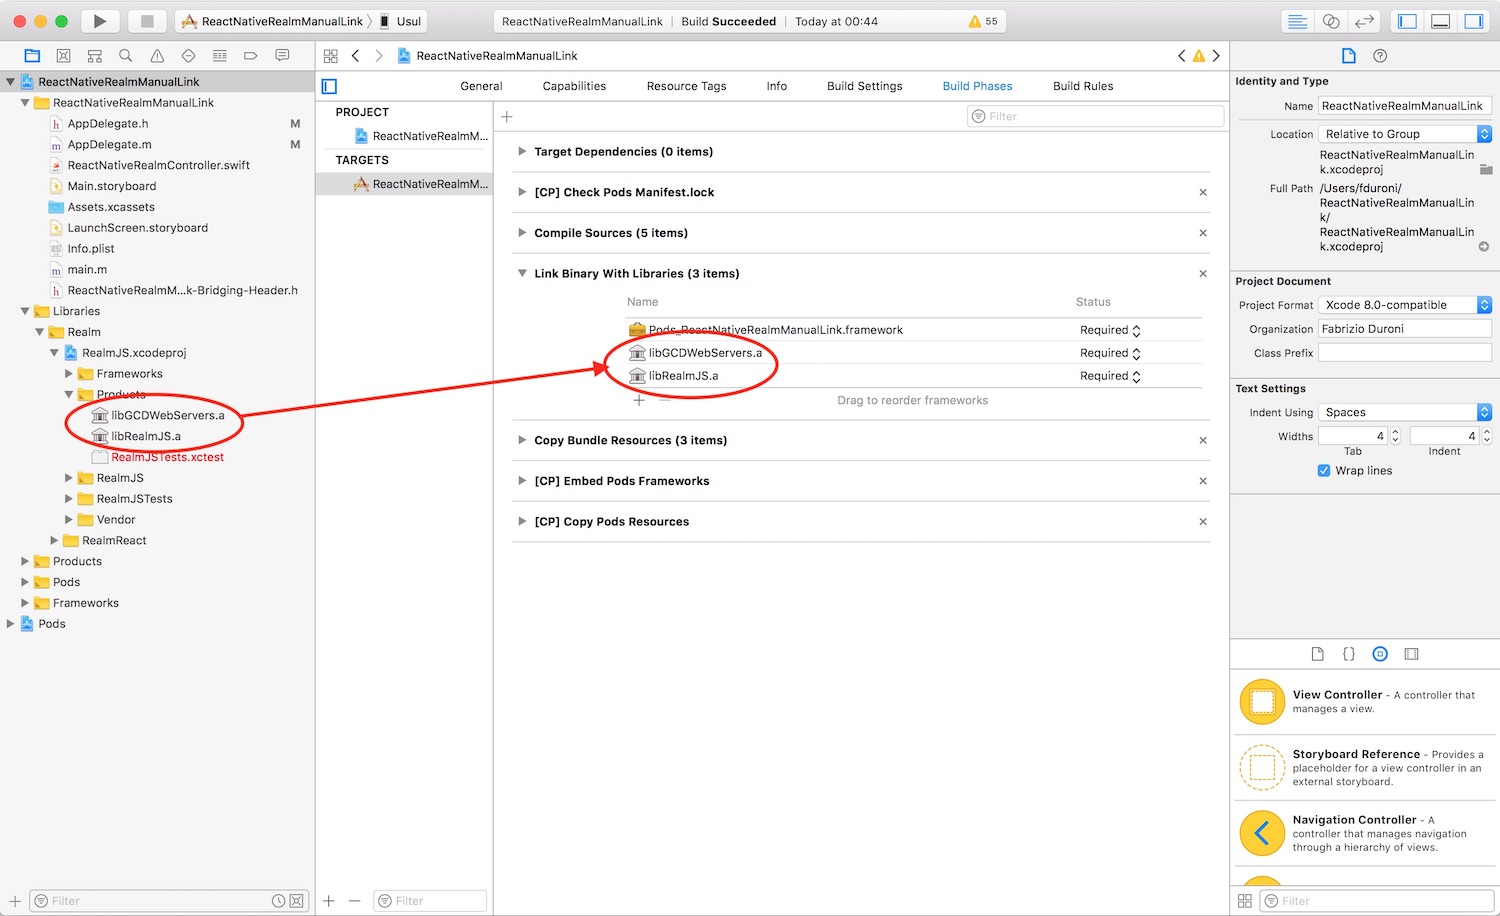 ReactNativeRealmManualLink
Usul
ReactNativeRealmManualLink | Build Succeeded | Today at 00:44
55
ReactNativeRealmManualLink
ReactNativeRealmManualLink
ReactNativeRealmManualLink
AppDelegate.h M
AppDelegate.m M
ReactNativeRealmController.swift
Main.storyboard
Assets.xcassets
LaunchScreen.storyboard
Info.plist
main.m
ReactNativeRealmM...k-Bridging-Header.h
Libraries
Realm
RealmJS.xcodeproj
Frameworks
Products
libGCDWebServers.a
libRealmJS.a
RealmJSTests.xctest
RealmJS
RealmJSTests
Vendor
RealmReact
Products
Pods
Frameworks
Pods
Filter
General Capabilities Resource Tags Info Build Settings Build Phases Build Rules
PROJECT
ReactNativeRealmM...
TARGETS
ReactNativeRealmM...
Filter
Filter
Target Dependencies (0 items)
[CP] Check Pods Manifest.lock
Compile Sources (5 items)
Link Binary With Libraries (3 items)
Name Status
Pods_ReactNativeRealmManualLink.framework Required
libGCDWebServers.a Required
libRealmJS.a Required
Drag to reorder frameworks
Copy Bundle Resources (3 items)
[CP] Embed Pods Frameworks
[CP] Copy Pods Resources
Identity and Type
Name ReactNativeRealmManualLink
Location Relative to Group
ReactNativeRealmManualLin
k.xcodeproj
Full Path /Users/fduroni/
ReactNativeRealmManualLin
k/
ReactNativeRealmManualLin
k.xcodeproj
Project Document
Project Format Xcode 8.0-compatible
Organization Fabrizio Duroni
Class Prefix
Text Settings
Indent Using Spaces
Widths 4 4
Tab Indent
Wrap lines
View Controller - A controller that
manages a view.
Storyboard Reference - Provides a
placeholder for a view controller in an
external storyboard.
Navigation Controller - A
controller that manages navigation
through a hierarchy of views.
Filter